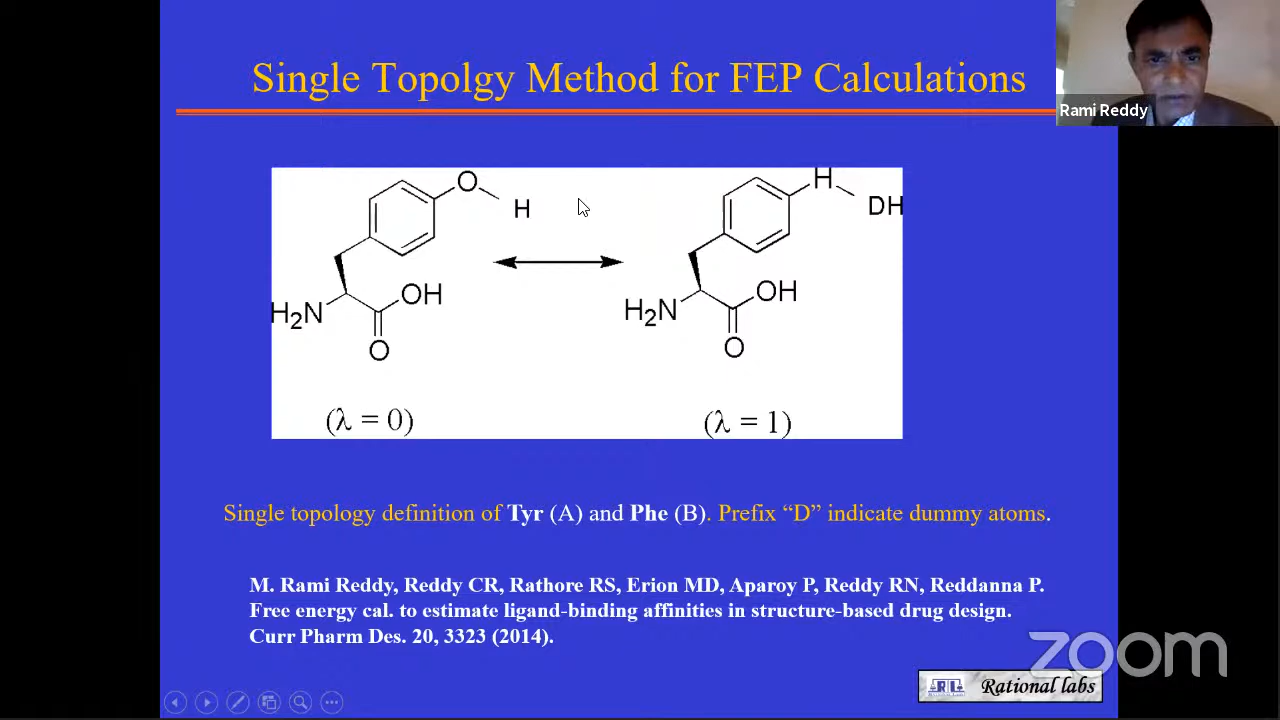 Single Topolgy Method for FEP Calculations
Rami Reddy
O
H
H
DH
H2N
OH
O
H2N
OH
O
(λ = 0)
(λ = 1)
Single topology definition of Tyr (A) and Phe (B). Prefix “D” indicate dummy atoms.
M. Rami Reddy, Reddy CR, Rathore RS, Erion MD, Aparoy P, Reddy RN, Reddanna P.
Free energy cal. to estimate ligand-binding affinities in structure-based drug design.
Curr Pharm Des. 20, 3323 (2014).
zoom
RL Rational labs